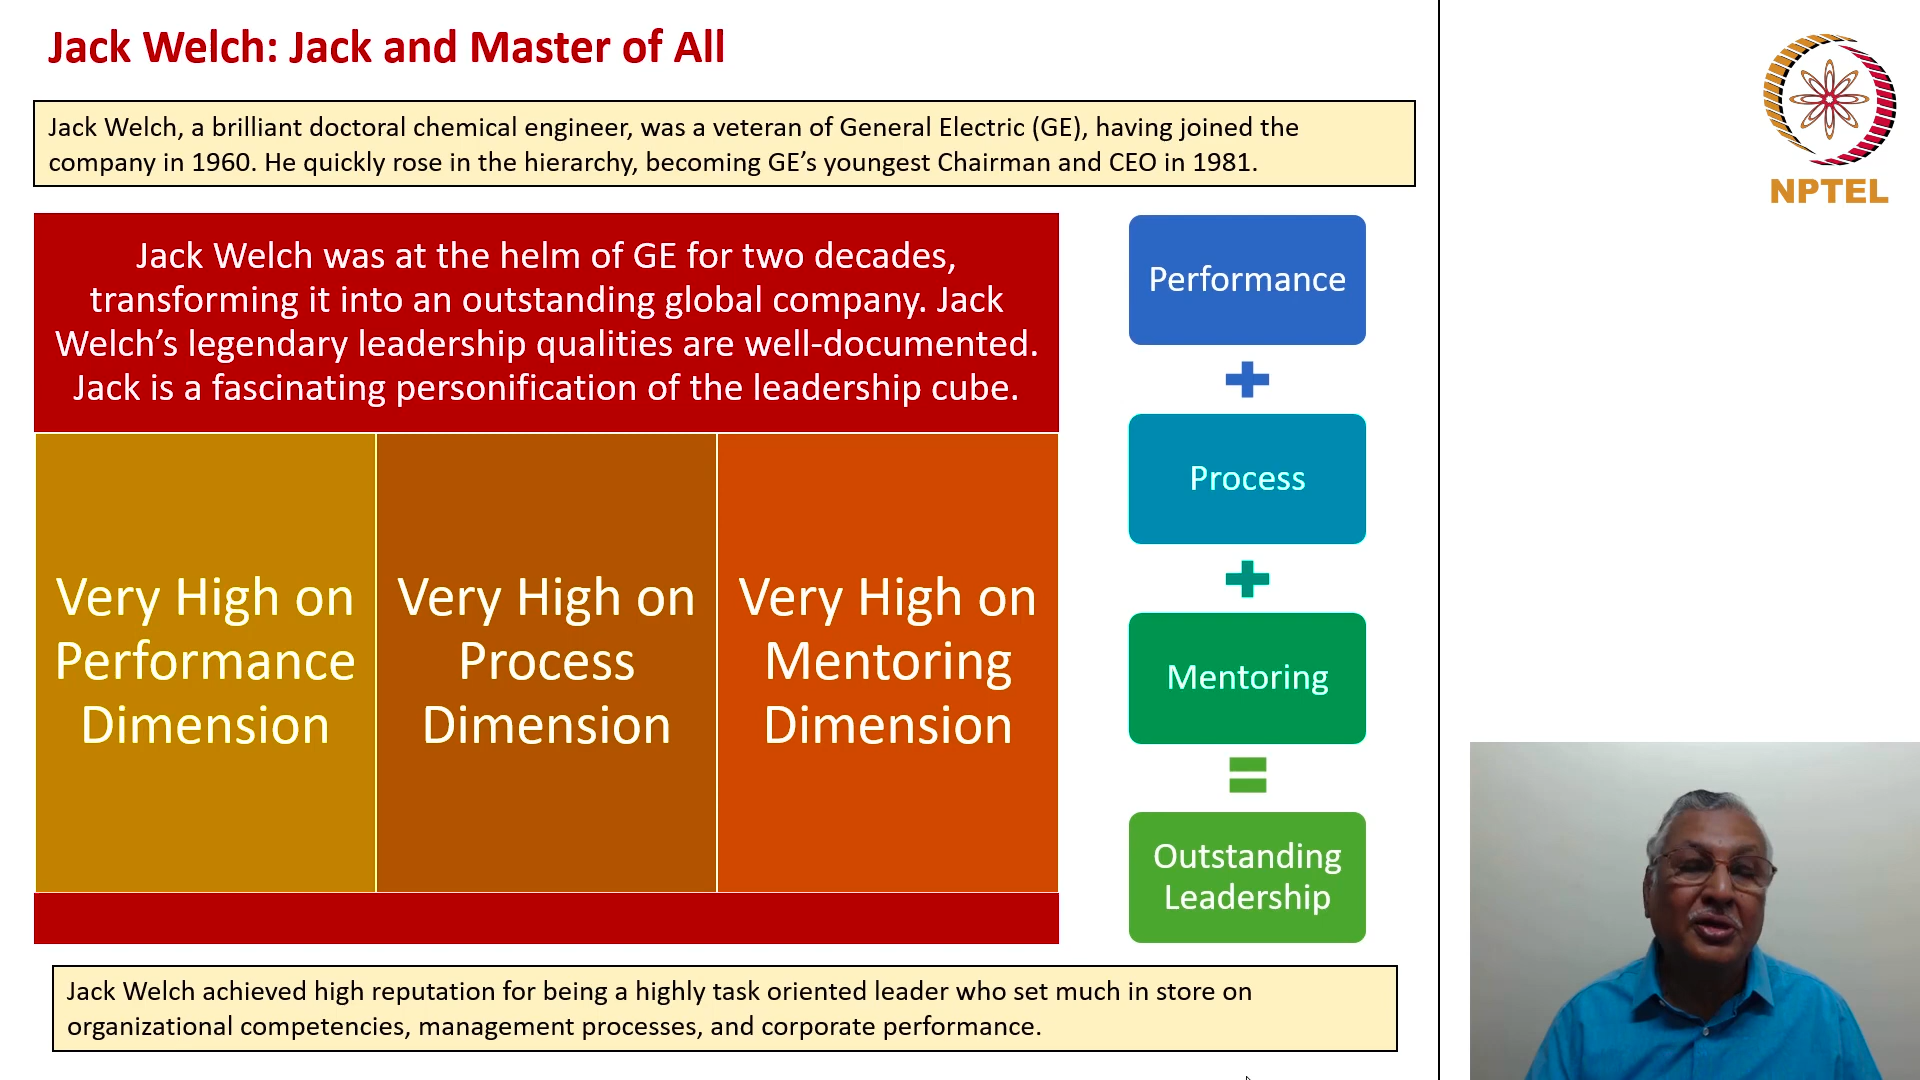 Jack Welch: Jack and Master of All
Jack Welch, a brilliant doctoral chemical engineer, was a veteran of General Electric (GE), having joined the
company in 1960. He quickly rose in the hierarchy, becoming GE’s youngest Chairman and CEO in 1981.
Jack Welch was at the helm of GE for two decades,
transforming it into an outstanding global company. Jack
Welch’s legendary leadership qualities are well-documented.
Jack is a fascinating personification of the leadership cube.
Very High on
Performance
Dimension
Very High on
Process
Dimension
Very High on
Mentoring
Dimension
Performance
+
Process
+
Mentoring
=
Outstanding
Leadership
Jack Welch achieved high reputation for being a highly task oriented leader who set much in store on
organizational competencies, management processes, and corporate performance.
NPTEL